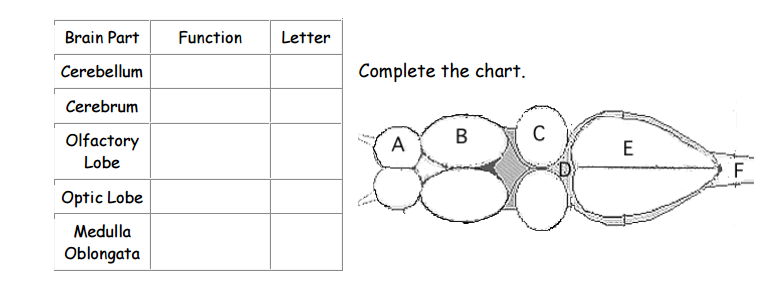 Brain Part Function Letter
Cerebellum
Complete the chart.
Cerebrum
Olfactory
Lobe
Optic Lobe
Medulla
Oblongata
A
B
C
D
E
F